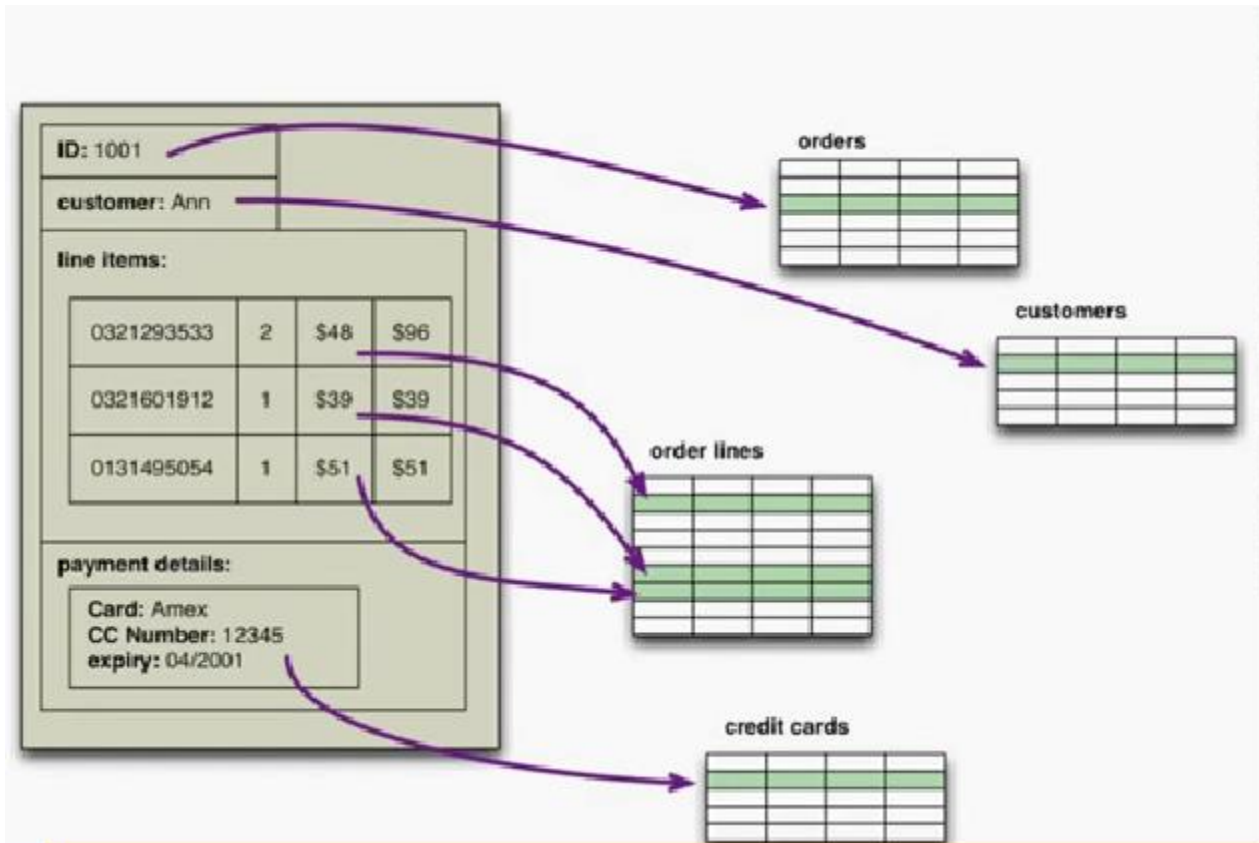 ID: 1001
customer: Ann
line items:
0321293533 2 $48 $96
0321601912 1 $39 $39
0131495054 1 $51 $51
payment details:
Card: Amex
CC Number: 12345
expiry: 04/2001
orders
customers
order lines
credit cards